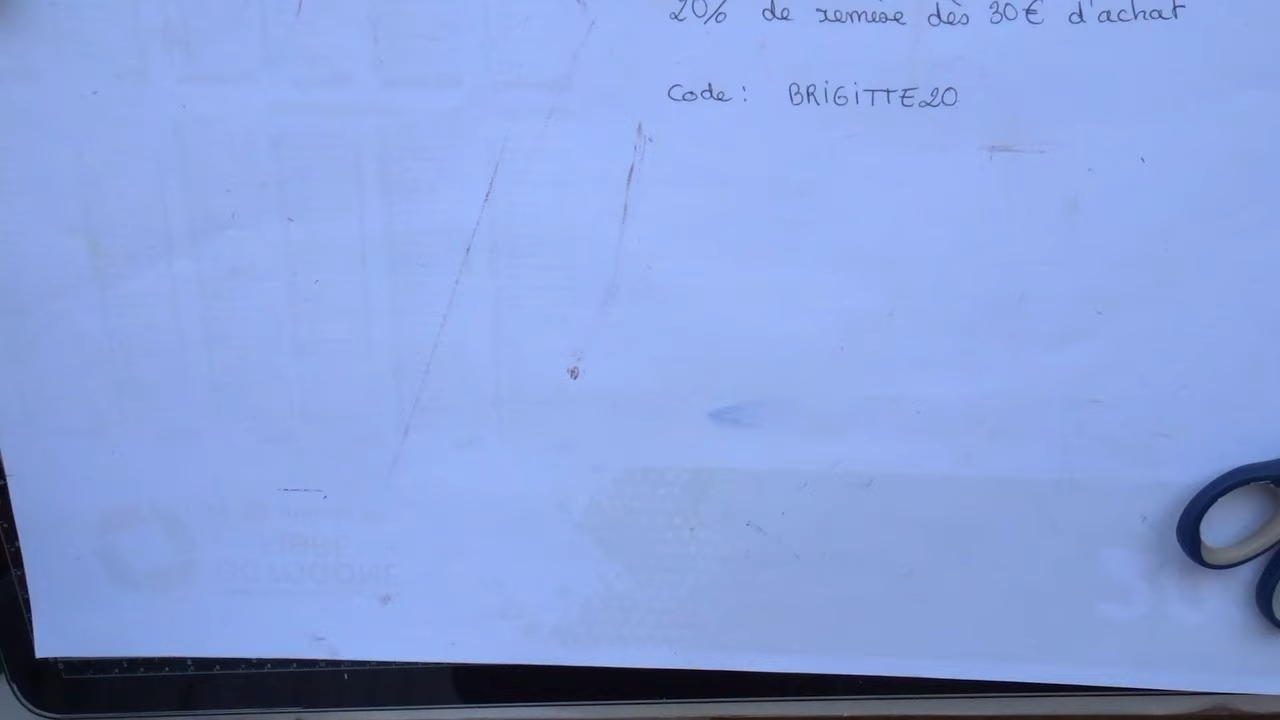 20% de remise dès 30€ d'achat
Code: BRIGITTE20